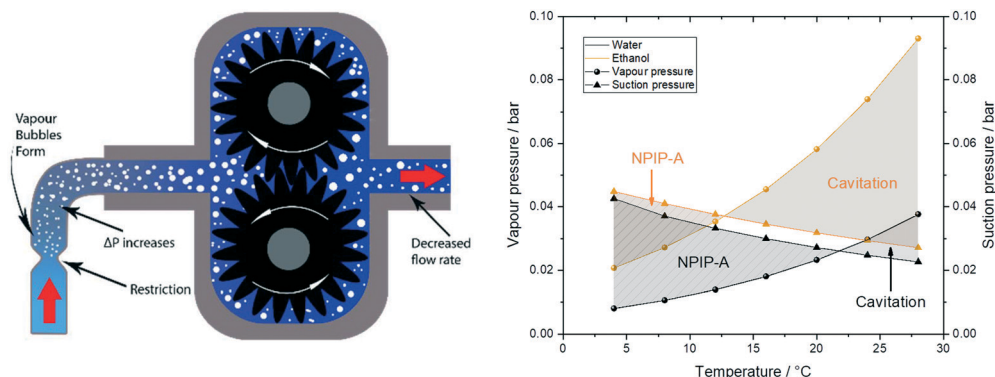 Vapour
Bubbles
Form
ΔP increases
Restriction
Decreased
flow rate
0.10
0.08
0.06
0.04
0.02
0.00
Vapour pressure / bar
Water
Ethanol
Vapour pressure
Suction pressure
NPIP-A
Cavitation
NPIP-A
Cavitation
0.10
0.08
0.06
0.04
0.02
0.00
Suction pressure / bar
0 5 10 15 20 25 30
Temperature / °C